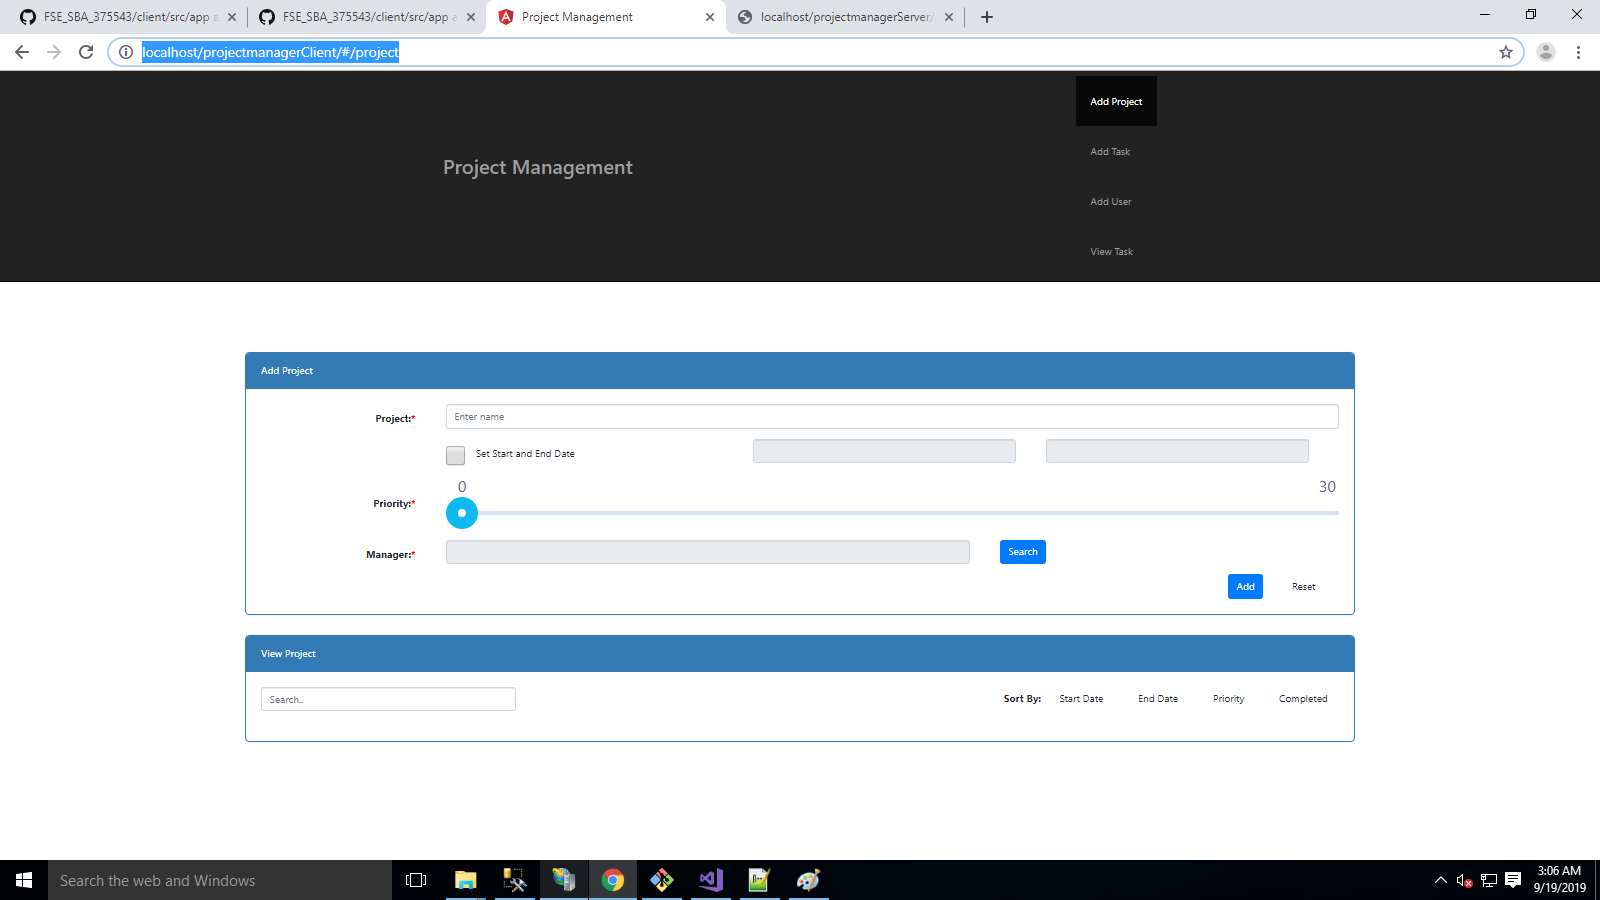 FSE_SBA_375543/client/src/app a
FSE_SBA_375543/client/src/app a
Project Management
localhost/projectmanagerServer/
localhost/projectmanagerClient/#/project
Add Project
Add Task
Project Management
Add User
View Task
Add Project
Project:*
Enter name
Set Start and End Date
0
30
Priority:*
Manager:*
Search
Add
Reset
View Project
Search..
Sort By:
Start Date
End Date
Priority
Completed
Search the web and Windows
3:06 AM
9/19/2019